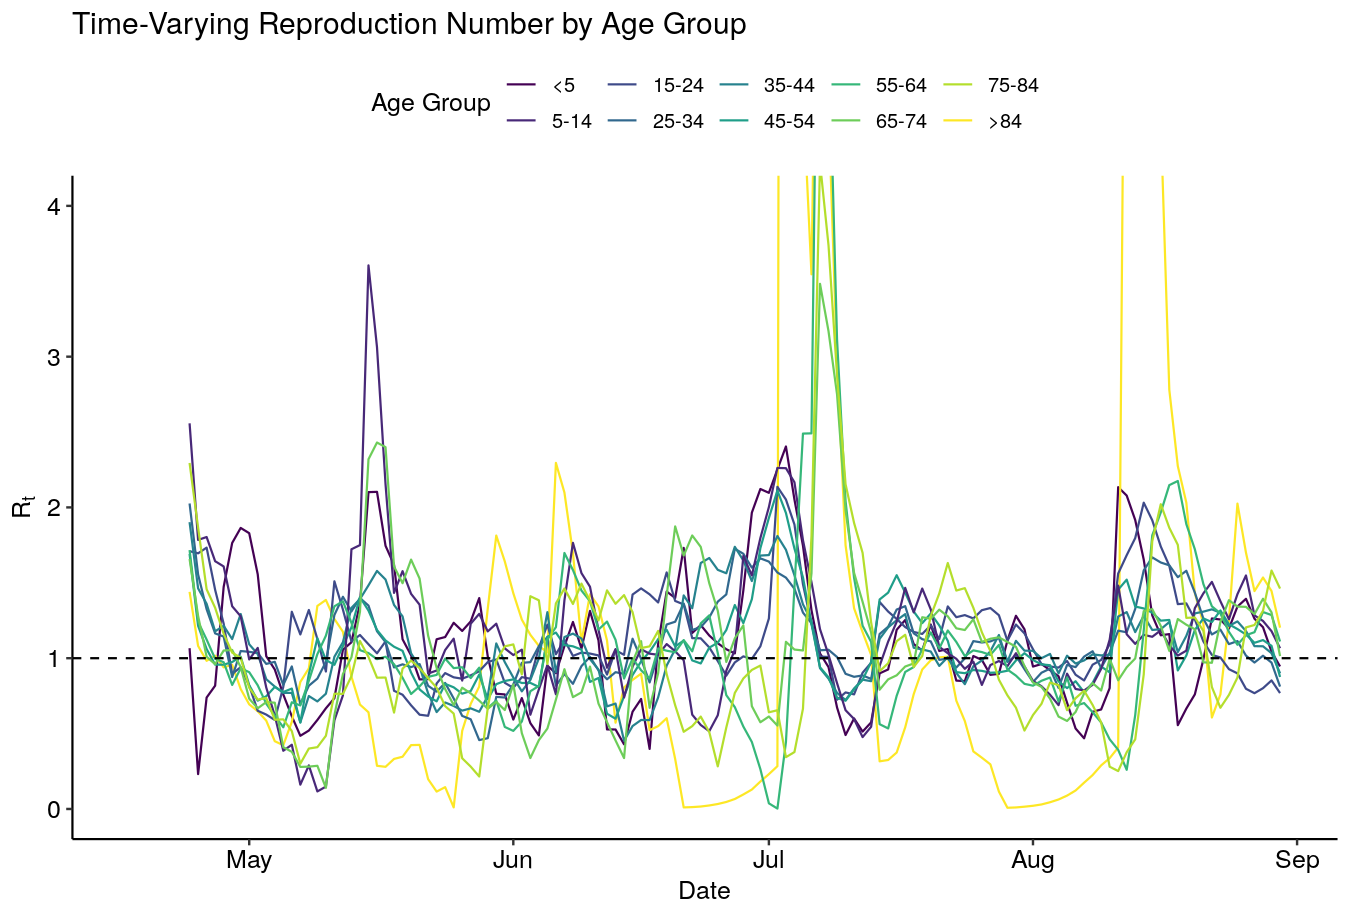 Time-Varying Reproduction Number by Age Group
Age Group
<5 15-24 35-44 55-64 75-84
5-14 25-34 45-54 65-74 >84
4
3
2
1
0
Rt
May Jun Jul Aug Sep
Date